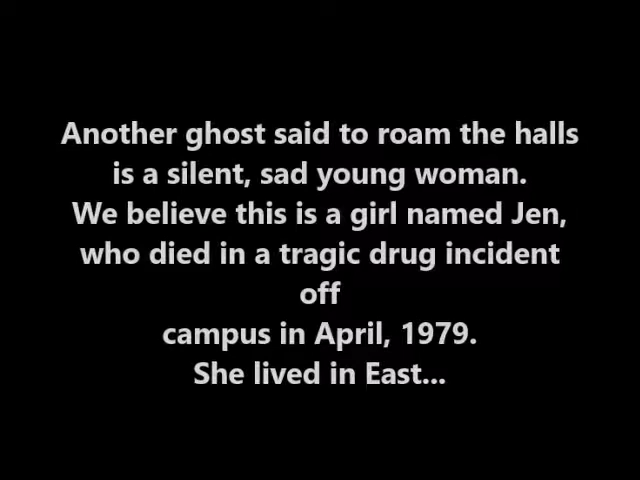 Another ghost said to roam the halls
is a silent, sad young woman.
We believe this is a girl named Jen,
who died in a tragic drug incident
off
campus in April, 1979.
She lived in East...